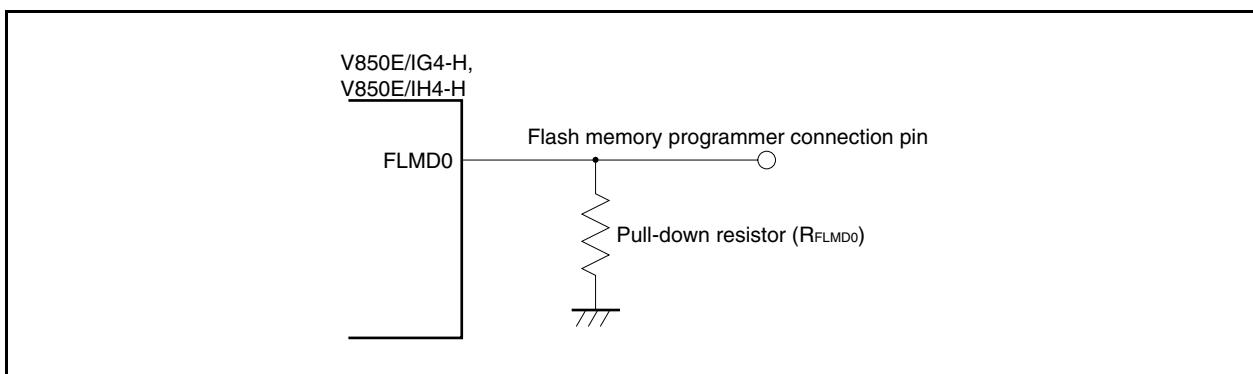 V850E/IG4-H,
V850E/IH4-H
Flash memory programmer connection pin
FLMD0
Pull-down resistor (RFLMD0)